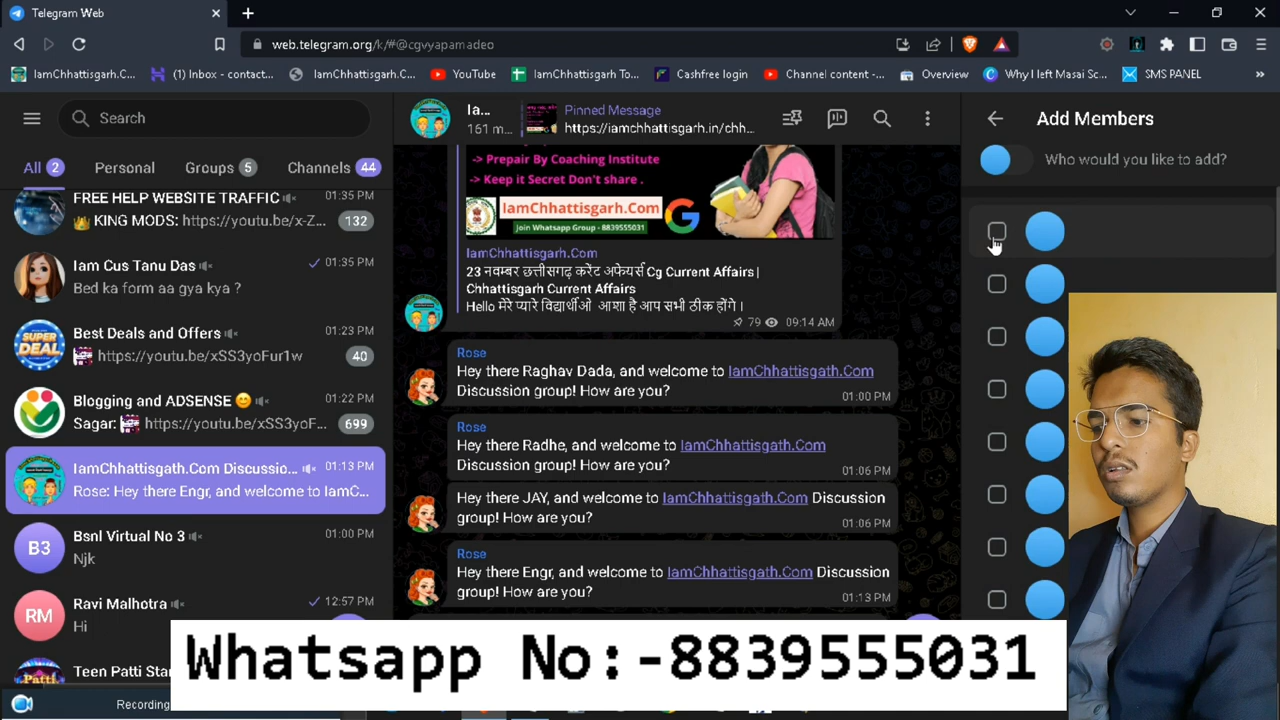 Telegram Web
web.telegram.org/k/#@cgvyapamadeo
IamChhattisgarh.C...
(1) Inbox - contact...
IamChhattisgarh.C...
YouTube
IamChhattisgarh To...
Cashfree login
Channel content -...
Overview
Why I left Masai Sc...
SMS PANEL
Search
All 2
Personal
Groups 5
Channels 44
FREE HELP WEBSITE TRAFFIC
01:35 PM
KING MODS: https://youtu.be/x-Z...
132
Iam Cus Tanu Das
01:35 PM
Bed ka form aa gya kya ?
Best Deals and Offers
01:23 PM
https://youtu.be/xSS3yoFur1w
40
Blogging and ADSENSE
01:22 PM
Sagar: https://youtu.be/xSS3yoF...
699
IamChhattisgath.Com Discussio...
01:13 PM
Rose: Hey there Engr, and welcome to IamC...
B3
Bsnl Virtual No 3
01:00 PM
Njk
RM
Ravi Malhotra
12:57 PM
Hi
Teen Patti Sta
Recording
Ia...
161 m...
Pinned Message
https://iamchhattisgarh.in/chh...
-> Prepair By Coaching Institute
-> Keep it Secret Don't share .
IamChhattisgarh.Com
Join Whatsapp Group - 8839555031
IamChhattisgarh.Com
23 नवम्बर छत्तीसगढ़ करेंट अफेयर्स Cg Current Affairs |
Chhattisgarh Current Affairs
Hello मेरे प्यारे विद्यार्थीओ आशा है आप सभी ठीक होंगे ।
79 09:14 AM
Rose
Hey there Raghav Dada, and welcome to IamChhattisgath.Com
Discussion group! How are you?
01:00 PM
Rose
Hey there Radhe, and welcome to IamChhattisgath.Com
Discussion group! How are you?
01:06 PM
Hey there JAY, and welcome to IamChhattisgath.Com Discussion
group! How are you?
01:06 PM
Rose
Hey there Engr, and welcome to IamChhattisgath.Com Discussion
group! How are you?
01:13 PM
Add Members
Who would you like to add?
Whatsapp No:-8839555031